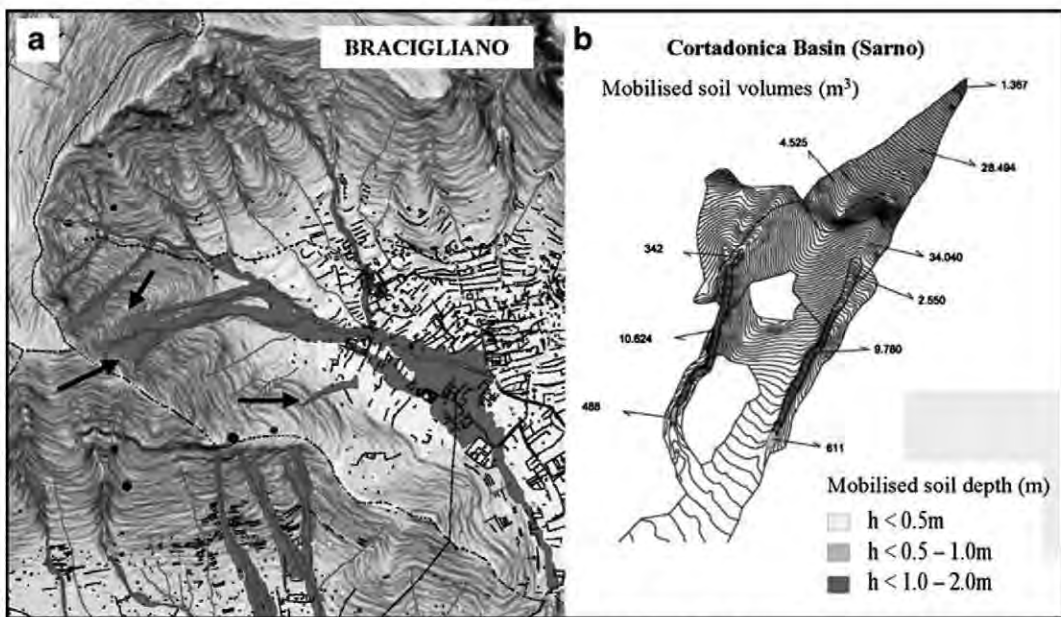 a
BRACIGLIANO
b
Cortadonica Basin (Sarno)
Mobilised soil volumes (m³)
1.367
4.525
28.494
342
34.040
2.550
10.624
9.780
488
611
Mobilised soil depth (m)
h < 0.5m
h < 0.5 – 1.0m
h < 1.0 – 2.0m